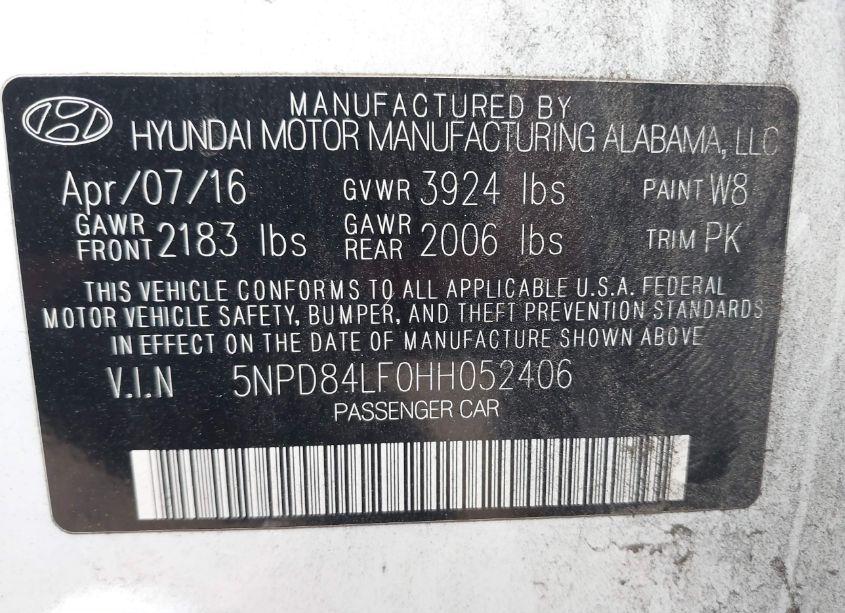 MANUFACTURED BY
HYUNDAI MOTOR MANUFACTURING ALABAMA, LLC
Apr/07/16 GVWR 3924 lbs PAINT W8
GAWR FRONT 2183 lbs GAWR REAR 2006 lbs TRIM PK
THIS VEHICLE CONFORMS TO ALL APPLICABLE U.S.A. FEDERAL
MOTOR VEHICLE SAFETY, BUMPER, AND THEFT PREVENTION STANDARDS
IN EFFECT ON THE DATE OF MANUFACTURE SHOWN ABOVE.
V.I.N 5NPD84LF0HH052406
PASSENGER CAR